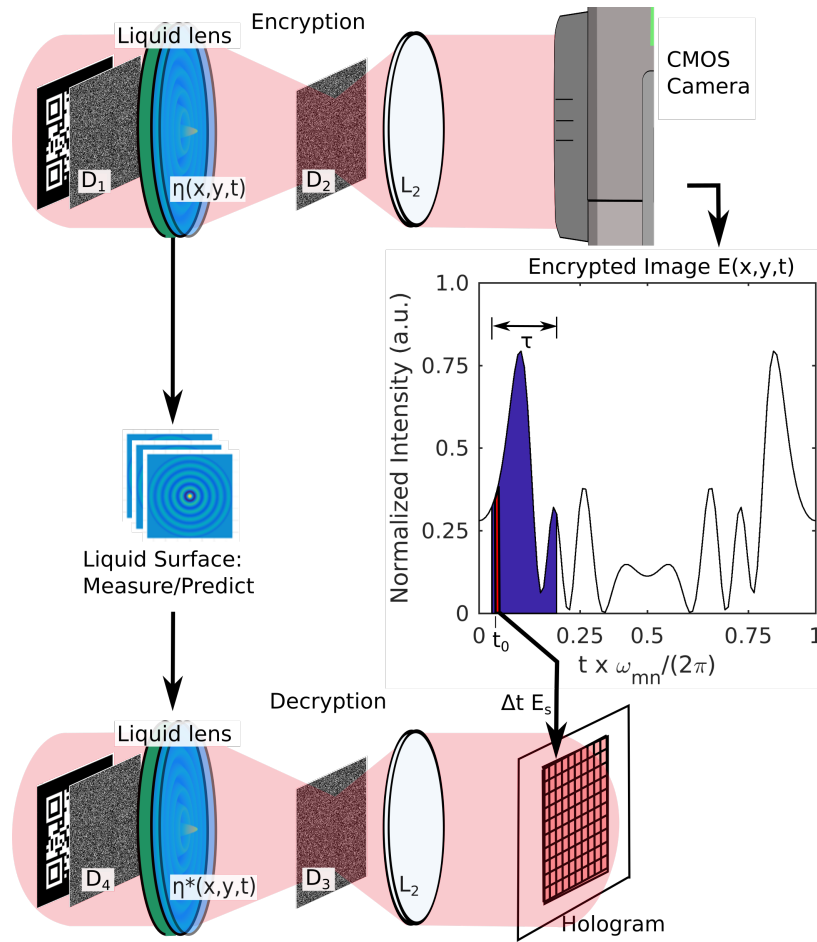 Encryption
Liquid lens
CMOS
Camera
D₁
η(x,y,t)
D₂
L₂
Encrypted Image E(x,y,t)
Normalized Intensity (a.u.)
1.0
0.75
0.5
0.25
0
τ
0
0.25
0.5
0.75
1
t₀
t x ω_mn/(2π)
Liquid Surface:
Measure/Predict
Decryption
Liquid lens
Δt E_s
D₄
η*(x,y,t)
D₃
L₂
Hologram